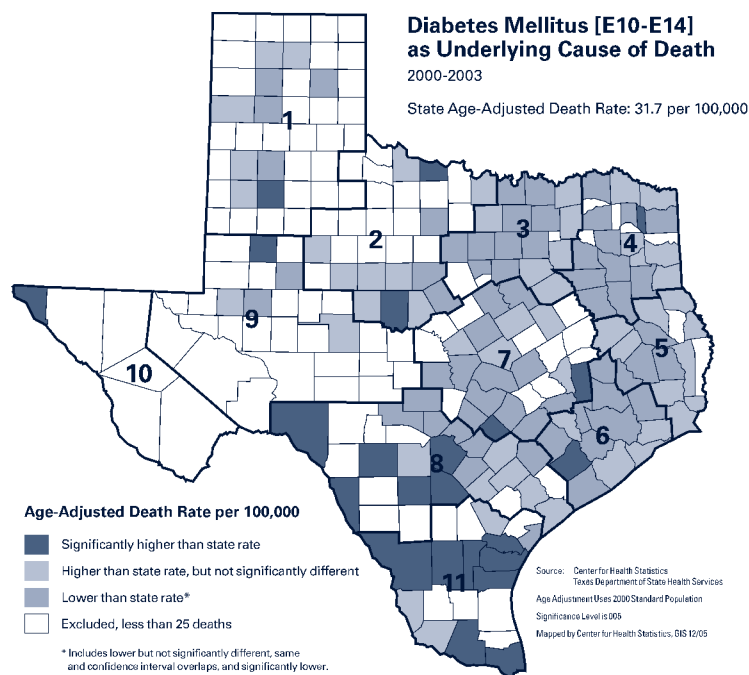 Diabetes Mellitus [E10-E14]
as Underlying Cause of Death
2000-2003
State Age-Adjusted Death Rate: 31.7 per 100,000
1
2
3
4
5
6
7
8
9
10
11
Age-Adjusted Death Rate per 100,000
Significantly higher than state rate
Higher than state rate, but not significantly different
Lower than state rate*
Excluded, less than 25 deaths
* Includes lower but not significantly different, same
and confidence interval overlaps, and significantly lower.
Source: Center for Health Statistics
Texas Department of State Health Services
Age Adjustment Uses 2000 Standard Population
Significance Level is 005
Mapped by Center for Health Statistics, GIS 12/05